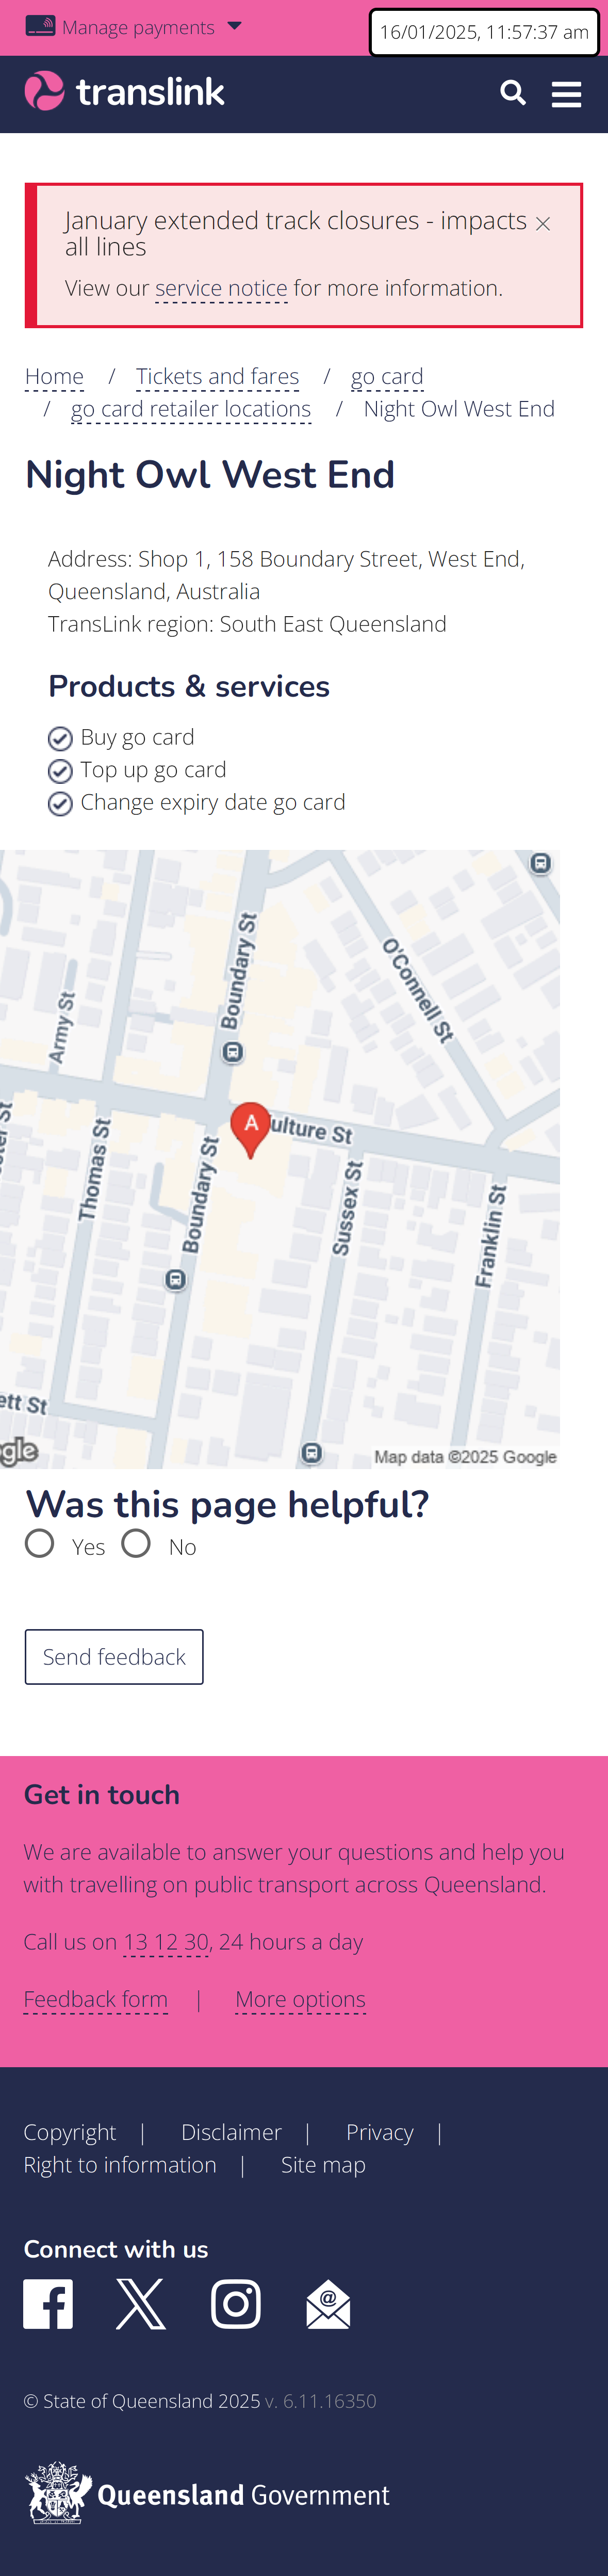 Manage payments
16/01/2025, 11:57:37 am
translink
January extended track closures - impacts
all lines
View our service notice for more information.
Home / Tickets and fares / go card
/ go card retailer locations / Night Owl West End
Night Owl West End
Address: Shop 1, 158 Boundary Street, West End,
Queensland, Australia
TransLink region: South East Queensland
Products & services
Buy go card
Top up go card
Change expiry date go card
Boundary St
O'Connell St
Army St
A
ulture St
Thomas St
Boundary St
Sussex St
Franklin St
ett St
gle
Map data ©2025 Google
Was this page helpful?
Yes No
Send feedback
Get in touch
We are available to answer your questions and help you
with travelling on public transport across Queensland.
Call us on 13 12 30, 24 hours a day
Feedback form | More options
Copyright | Disclaimer | Privacy |
Right to information | Site map
Connect with us
© State of Queensland 2025 v. 6.11.16350
Queensland Government